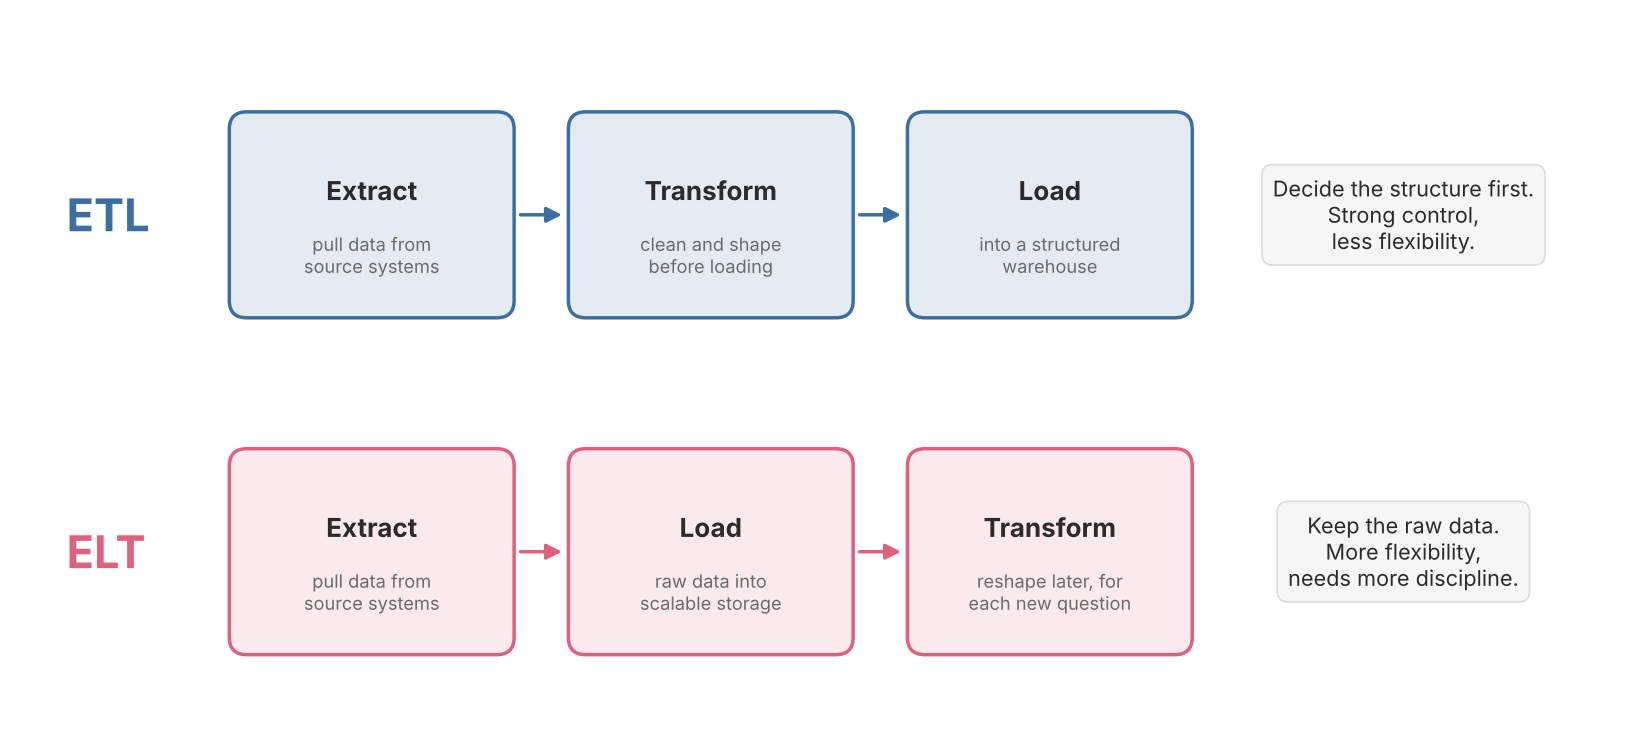 ETL
Extract
pull data from
source systems
Transform
clean and shape
before loading
Load
into a structured
warehouse
Decide the structure first.
Strong control,
less flexibility.
ELT
Extract
pull data from
source systems
Load
raw data into
scalable storage
Transform
reshape later, for
each new question
Keep the raw data.
More flexibility,
needs more discipline.